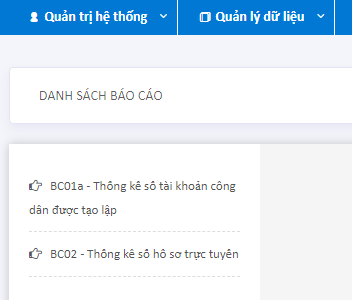 Quản trị hệ thống
Quản lý dữ liệu
DANH SÁCH BÁO CÁO
BC01a - Thống kê số tài khoản công
dân được tạo lập
BC02 - Thống kê số hồ sơ trực tuyến